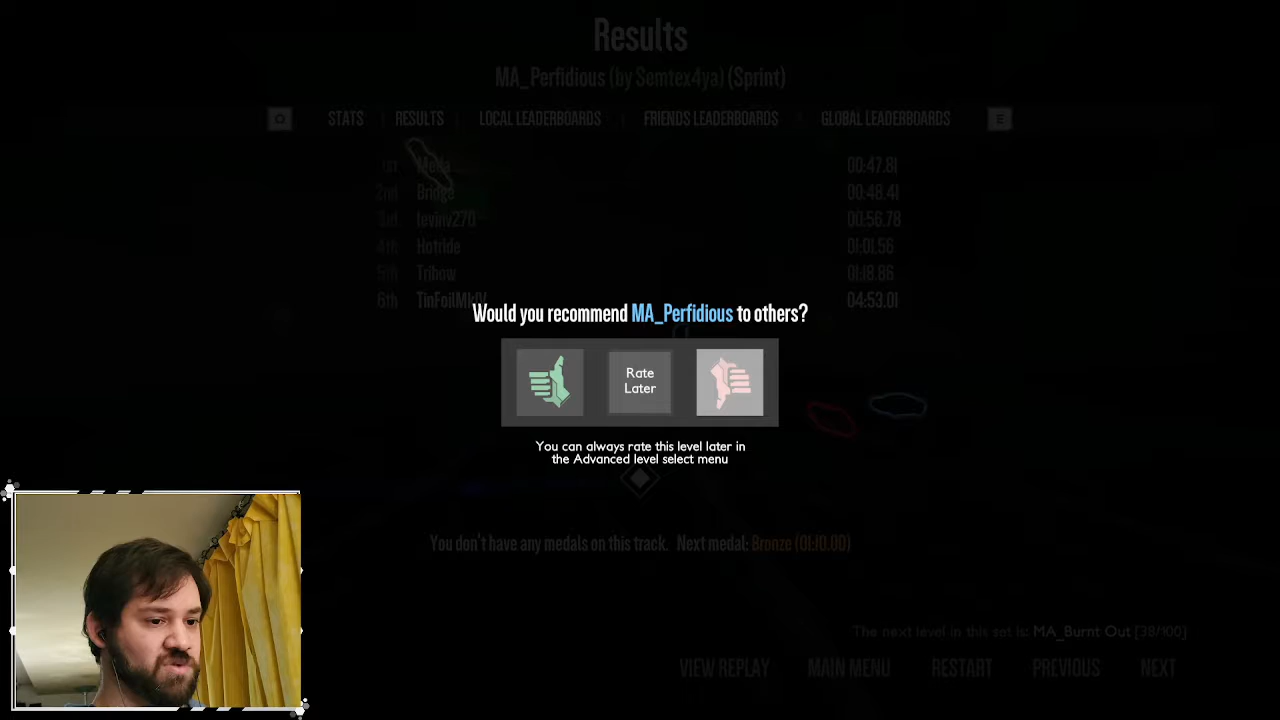 Results
MA_Perfidious (by Semtex4ya) (Sprint)
STATS RESULTS LOCAL LEADERBOARDS FRIENDS LEADERBOARDS GLOBAL LEADERBOARDS E
1st 00:47.81
2nd Bridge 00:48.41
3rd tevinv270 00:56.78
4th Hotride 01:01.56
5th Trihow 01:18.86
6th 04:53.01
Would you recommend MA_Perfidious to others?
Rate
Later
You can always rate this level later in
the Advanced level select menu
You don't have any medals on this track. Next medal: Bronze (01:10.00)
The next level in this set is: MA_Burnt Out [38/100]
VIEW REPLAY MAIN MENU RESTART PREVIOUS NEXT